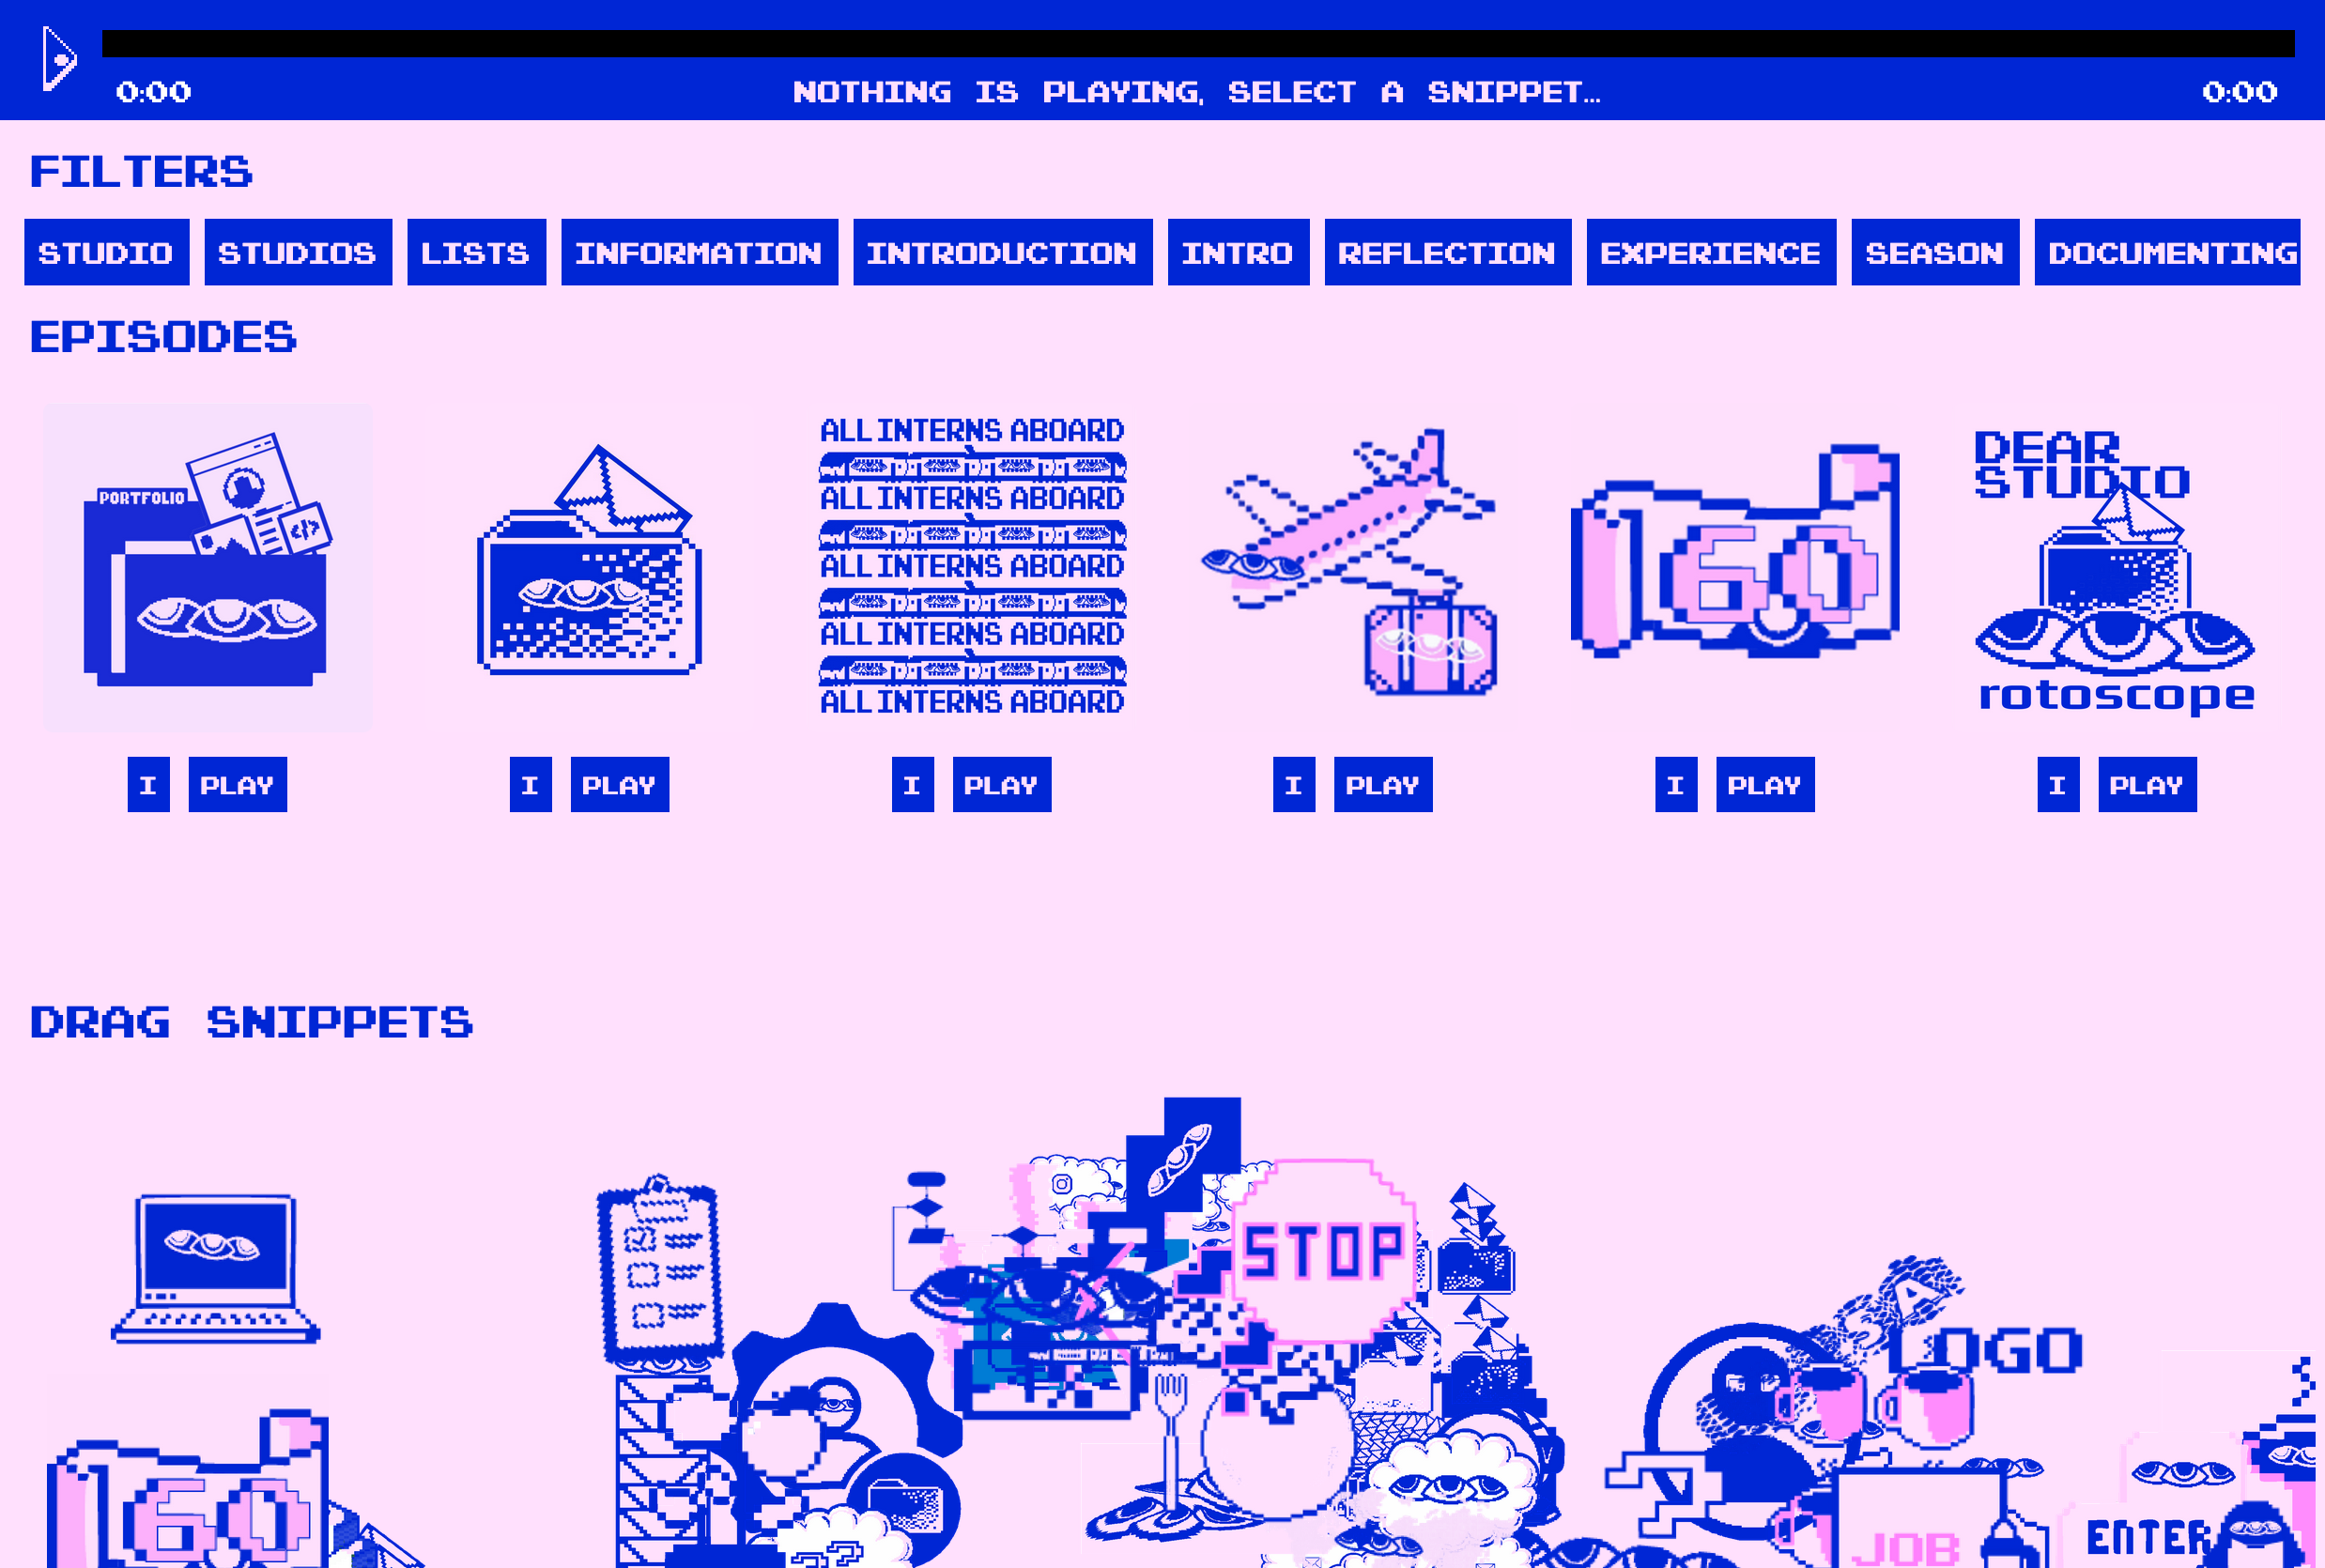 0:00
NOTHING IS PLAYING, SELECT A SNIPPET...
0:00
FILTERS
STUDIO
STUDIOS
LISTS
INFORMATION
INTRODUCTION
INTRO
REFLECTION
EXPERIENCE
SEASON
DOCUMENTING
EPISODES
PORTFOLIO
</>
ALL INTERNS ABOARD
ALL INTERNS ABOARD
ALL INTERNS ABOARD
ALL INTERNS ABOARD
ALL INTERNS ABOARD
60
DEAR
STUDIO
rotoscope
I PLAY
I PLAY
I PLAY
I PLAY
I PLAY
I PLAY
DRAG SNIPPETS
STOP
LOGO
60
??
JOB
ENTER